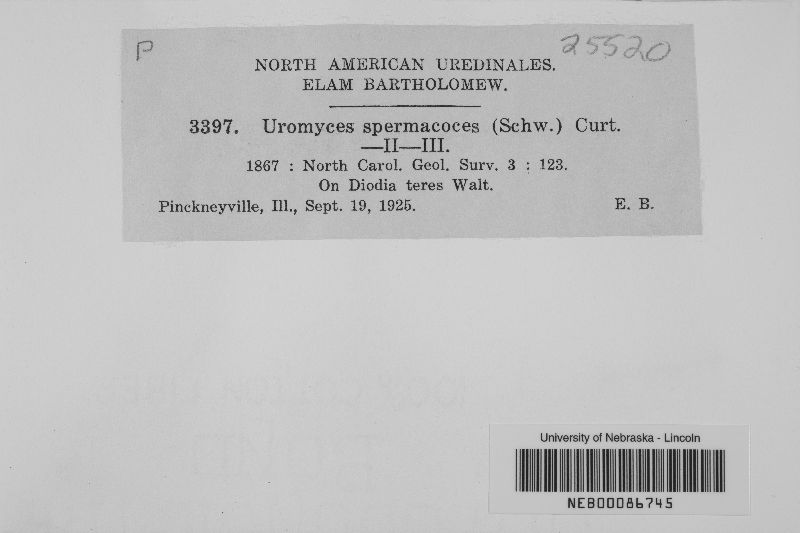 P
25520
NORTH AMERICAN UREDINALES.
ELAM BARTHOLOMEW.
3397. Uromyces spermacoces (Schw.) Curt.
—II—III.
1867 : North Carol. Geol. Surv. 3 : 123.
On Diodia teres Walt.
Pinckneyville, Ill., Sept. 19, 1925. E. B.
University of Nebraska - Lincoln
NEB00086745